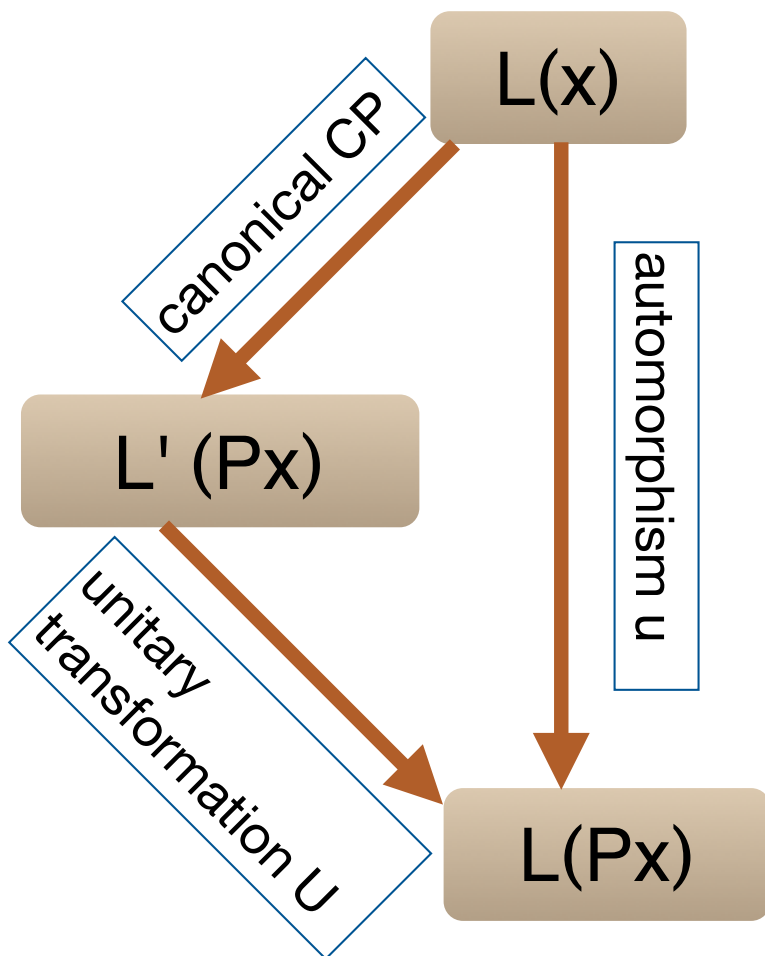 L(x)
canonical CP
automorphism u
L' (Px)
unitary
transformation U
L(Px)